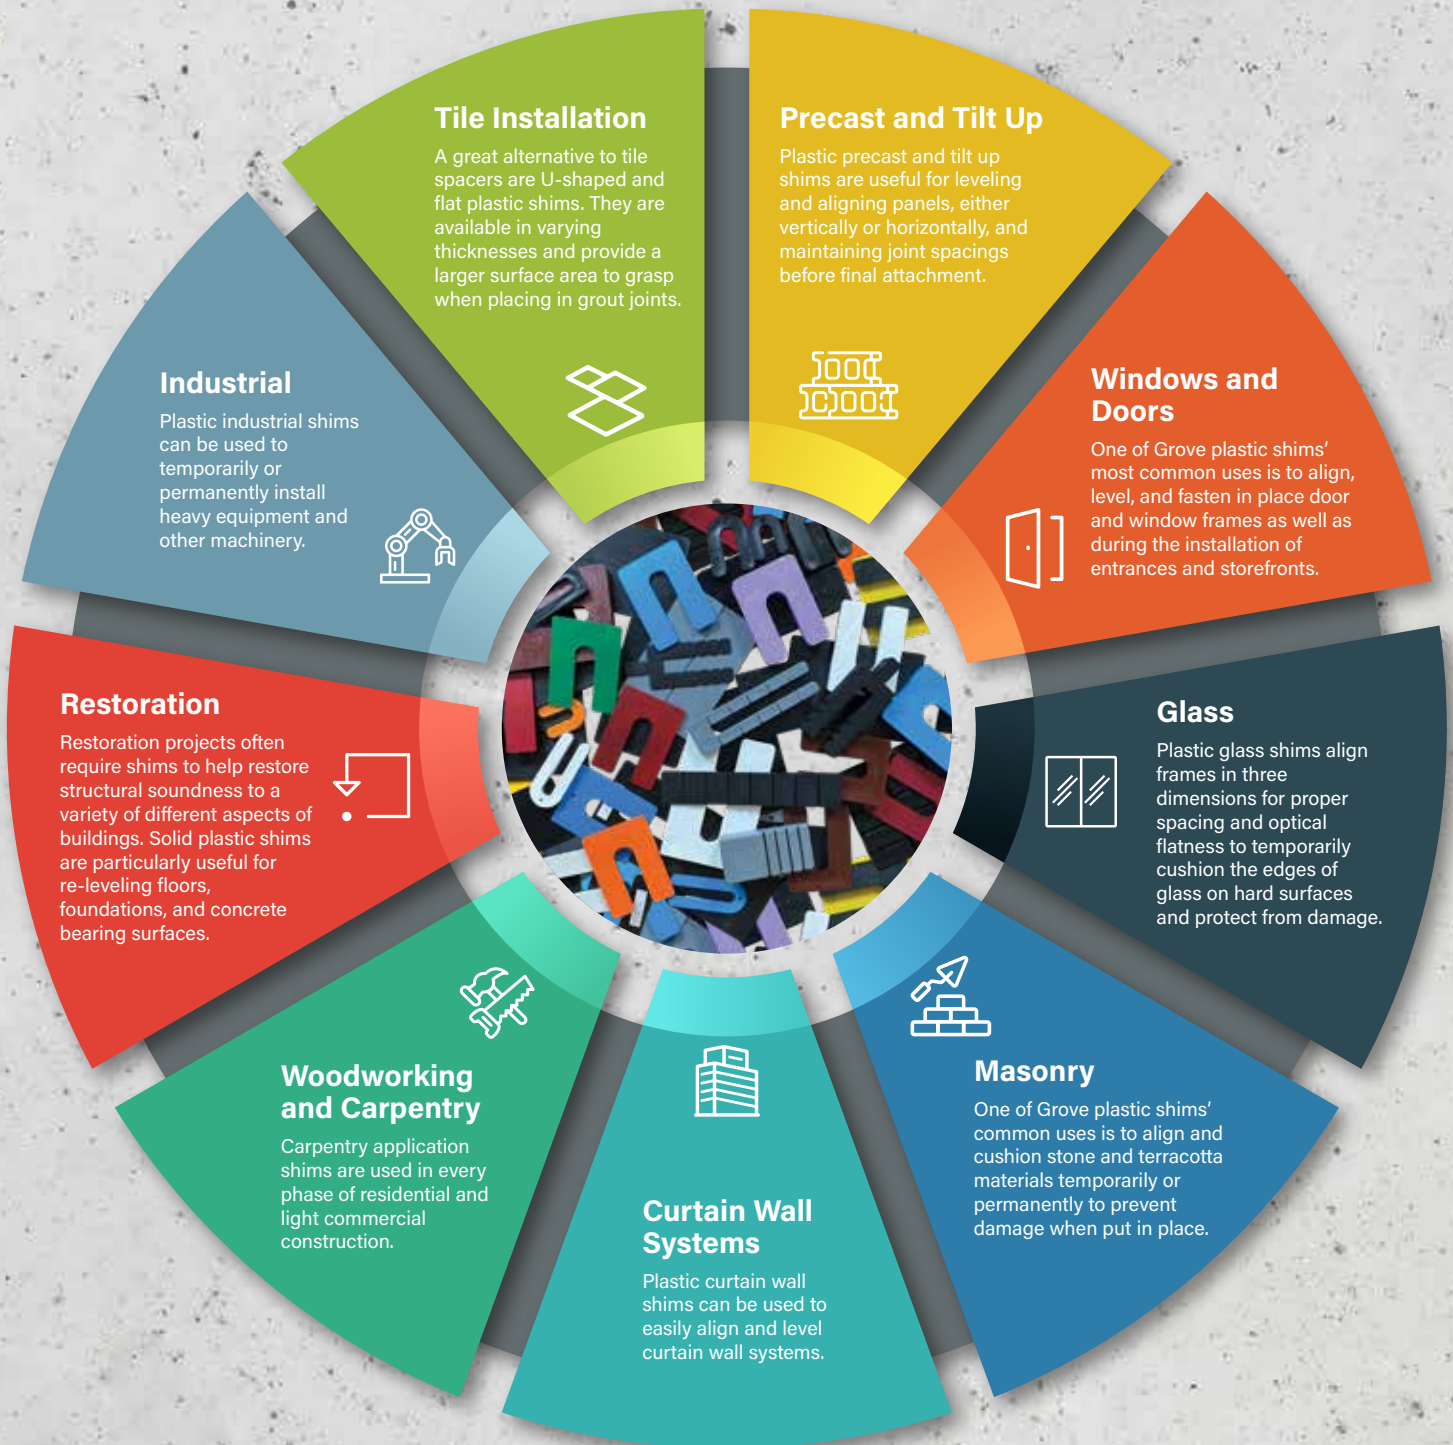 Tile Installation
A great alternative to tile
spacers are U-shaped and
flat plastic shims. They are
available in varying
thicknesses and provide a
larger surface area to grasp
when placing in grout joints.
Precast and Tilt Up
Plastic precast and tilt up
shims are useful for leveling
and aligning panels, either
vertically or horizontally, and
maintaining joint spacings
before final attachment.
Windows and
Doors
One of Grove plastic shims'
most common uses is to align,
level, and fasten in place door
and window frames as well as
during the installation of
entrances and storefronts.
Glass
Plastic glass shims align
frames in three
dimensions for proper
spacing and optical
flatness to temporarily
cushion the edges of
glass on hard surfaces
and protect from damage.
Masonry
One of Grove plastic shims'
common uses is to align and
cushion stone and terracotta
materials temporarily or
permanently to prevent
damage when put in place.
Curtain Wall
Systems
Plastic curtain wall
shims can be used to
easily align and level
curtain wall systems.
Woodworking
and Carpentry
Carpentry application
shims are used in every
phase of residential and
light commercial
construction.
Restoration
Restoration projects often
require shims to help restore
structural soundness to a
variety of different aspects of
buildings. Solid plastic shims
are particularly useful for
re-leveling floors,
foundations, and concrete
bearing surfaces.
Industrial
Plastic industrial shims
can be used to
temporarily or
permanently install
heavy equipment and
other machinery.